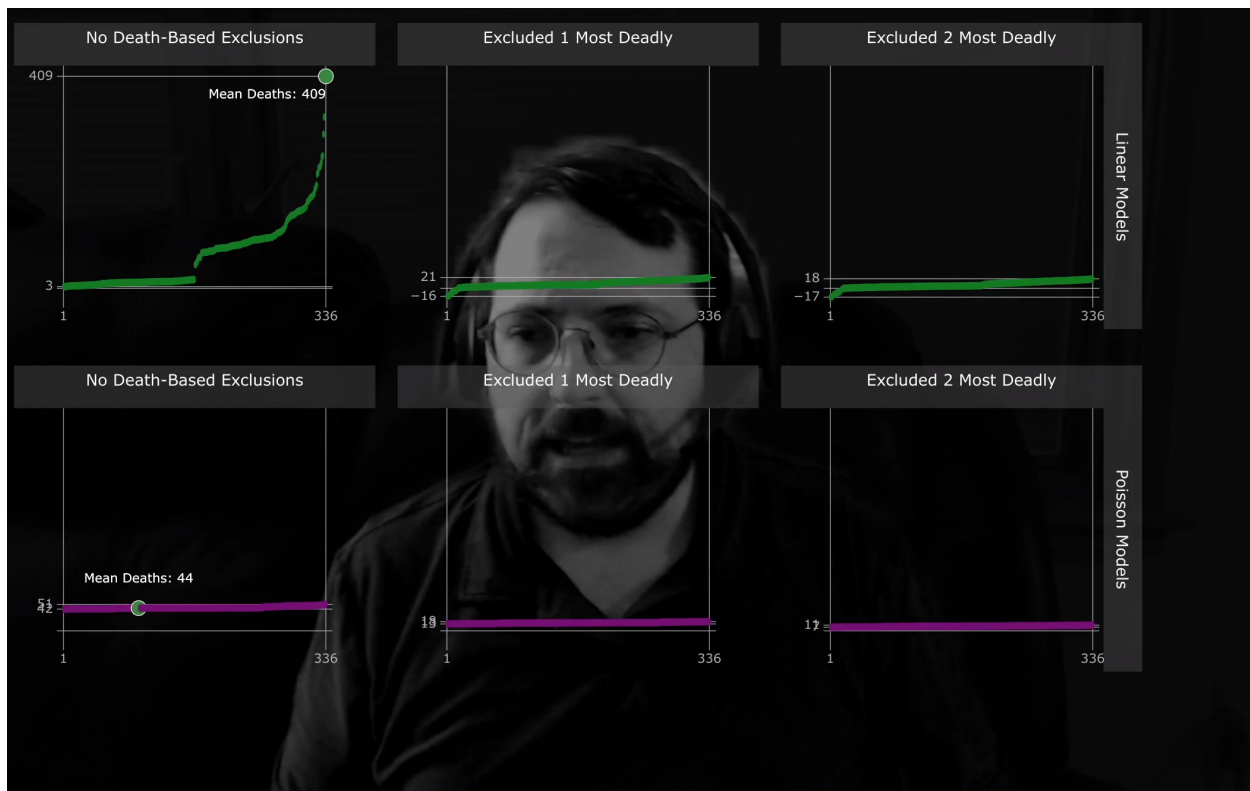 No Death-Based Exclusions
Excluded 1 Most Deadly
Excluded 2 Most Deadly
409
Mean Deaths: 409
3
1
336
21
−16
1
336
18
−17
1
336
Linear Models
No Death-Based Exclusions
Excluded 1 Most Deadly
Excluded 2 Most Deadly
Mean Deaths: 44
51
42
1
336
1
336
1
336
Poisson Models